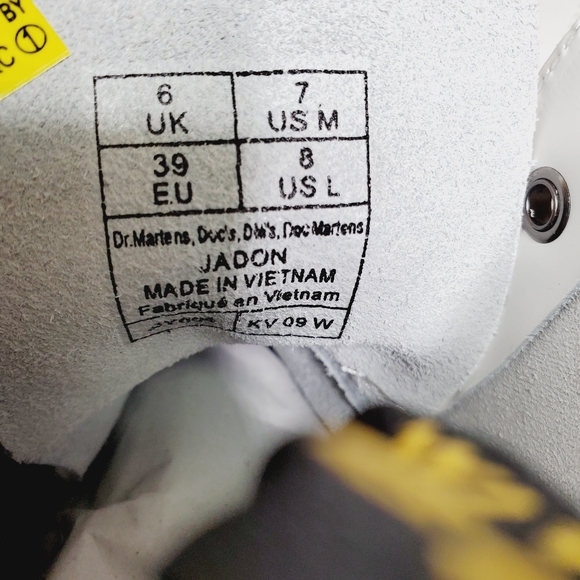 BY
C ①
6 7
UK US M
39 8
EU US L
Dr.Martens, Doc's, DM's, Doc Martens
JADON
MADE IN VIETNAM
Fabriqué en Vietnam
KV 09 W